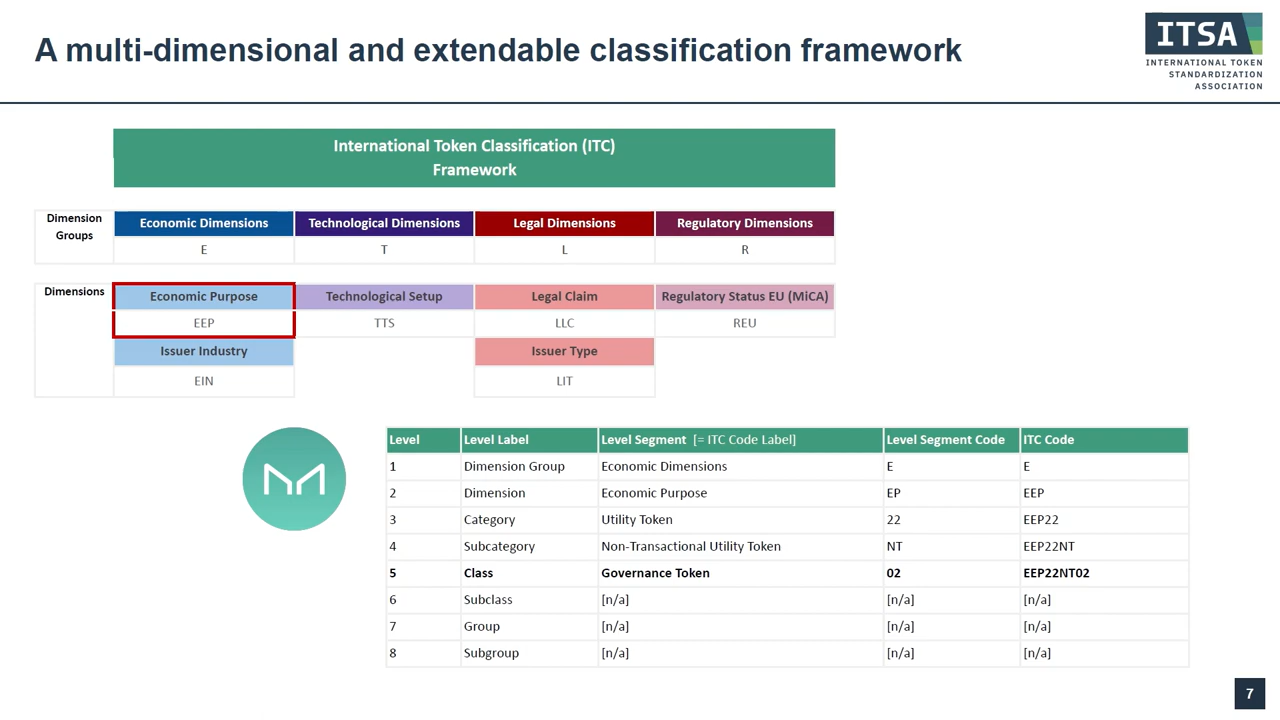 A multi-dimensional and extendable classification framework
ITSA
INTERNATIONAL TOKEN
STANDARDIZATION
ASSOCIATION
International Token Classification (ITC)
Framework
Dimension
Groups
Economic Dimensions Technological Dimensions Legal Dimensions Regulatory Dimensions
E T L R
Dimensions Economic Purpose Technological Setup Legal Claim Regulatory Status EU (MiCA)
EEP TTS LLC REU
Issuer Industry Issuer Type
EIN LIT
Level Level Label Level Segment [= ITC Code Label] Level Segment Code ITC Code
1 Dimension Group Economic Dimensions E E
2 Dimension Economic Purpose EP EEP
3 Category Utility Token 22 EEP22
4 Subcategory Non-Transactional Utility Token NT EEP22NT
5 Class Governance Token 02 EEP22NT02
6 Subclass [n/a] [n/a] [n/a]
7 Group [n/a] [n/a] [n/a]
8 Subgroup [n/a] [n/a] [n/a]
7